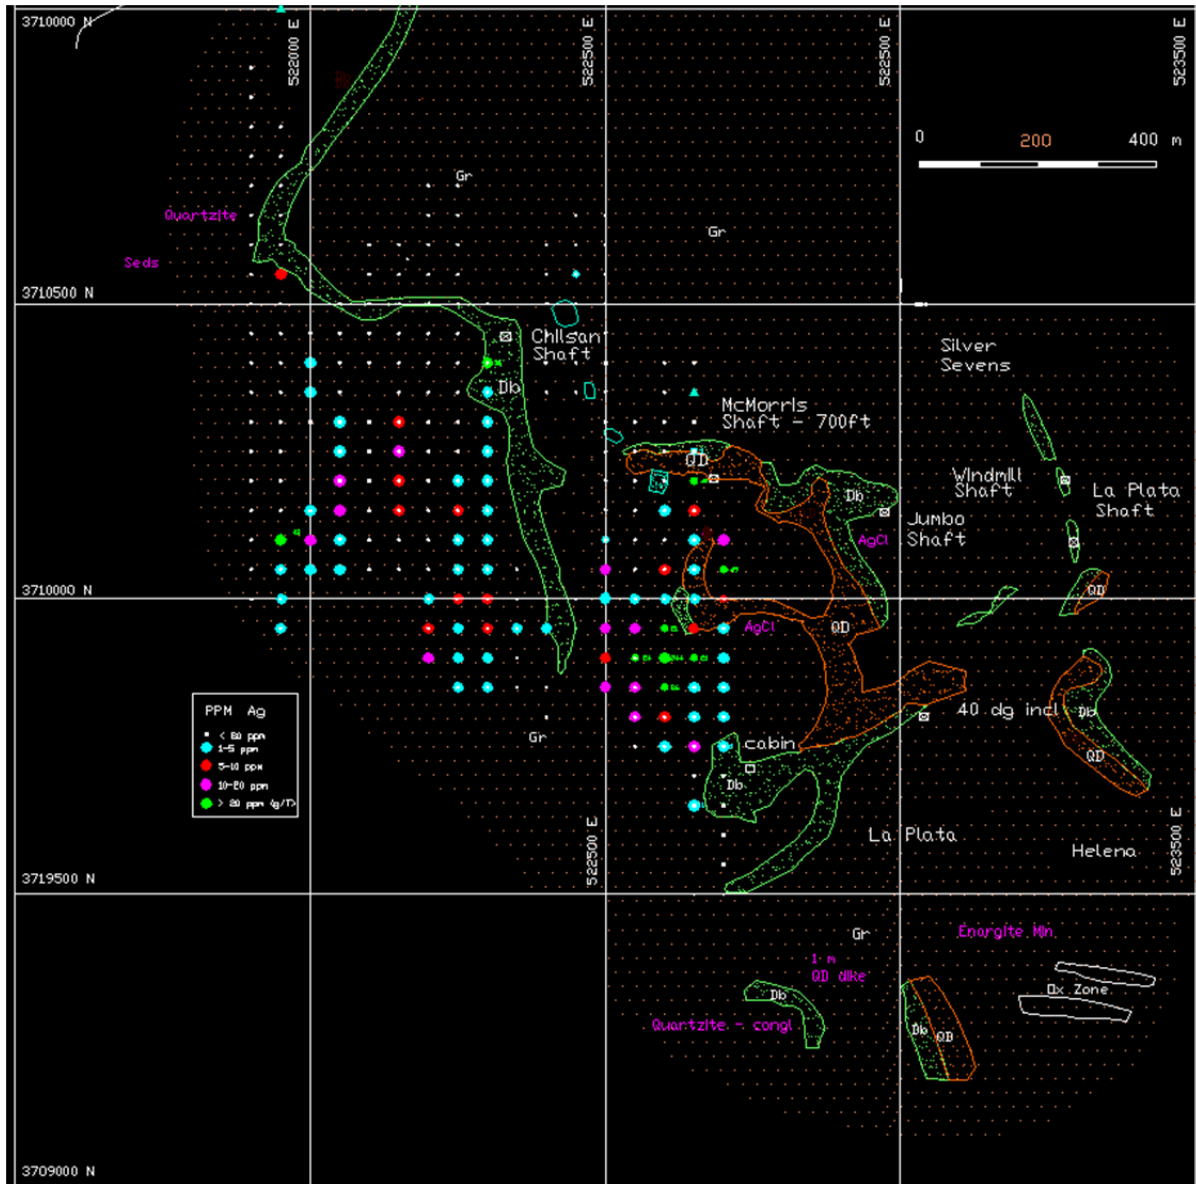 3710000 N
522000 E
522500 E
522500 E
523500 E
0 200 400 m
Gr
Quartzite
Gr
Seds
3710500 N
Chilsan
Shaft
Silver
Sevens
Db
McMorris
Shaft - 700ft
QD
Windmill
Shaft
La Plata
Shaft
Db
Jumbo
Shaft
AgCl
3710000 N
QD
AgCl
QD
PPM Ag
< 20 ppm
1-5 ppm
5-10 ppm
10-20 ppm
> 20 ppm (g/T)
40 dg incl
Db
Gr
cabin
QD
Db
522500 E
523500 E
La Plata
Helena
3719500 N
Gr
Enargite Min
1 m
QD dike
Ox Zone
Db
Quartzite - congl
Db
QD
3709000 N